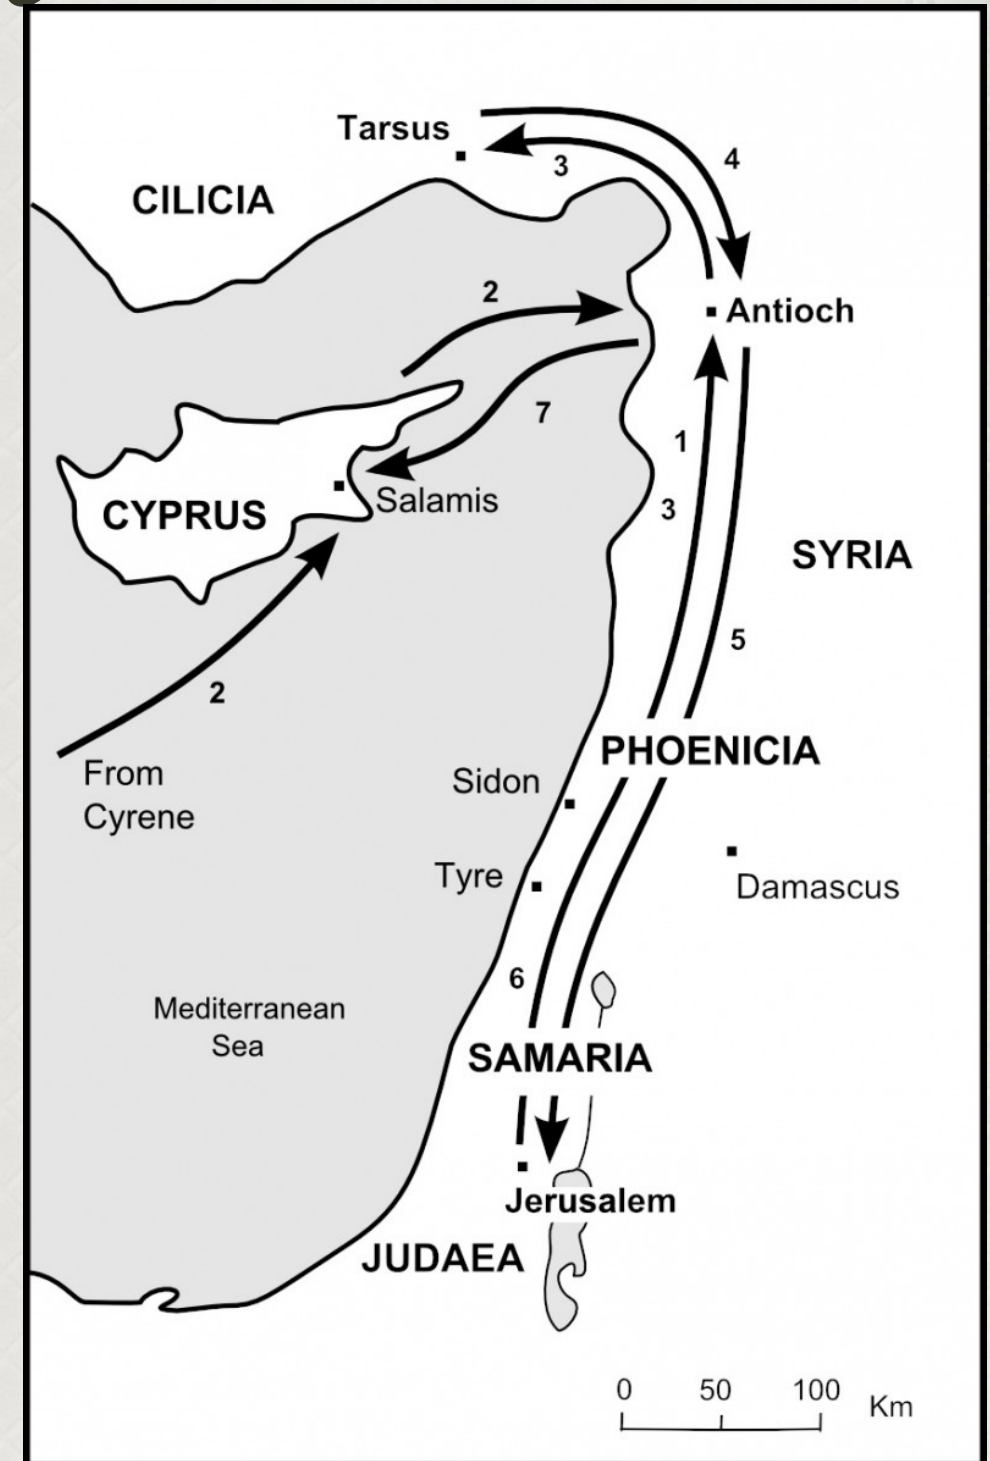 Tarsus
4
3
CILICIA
2
Antioch
7
1
CYPRUS
Salamis
3
SYRIA
5
2
PHOENICIA
From
Cyrene
Sidon
Tyre
Damascus
6
Mediterranean
Sea
SAMARIA
Jerusalem
JUDAEA
0 50 100 Km